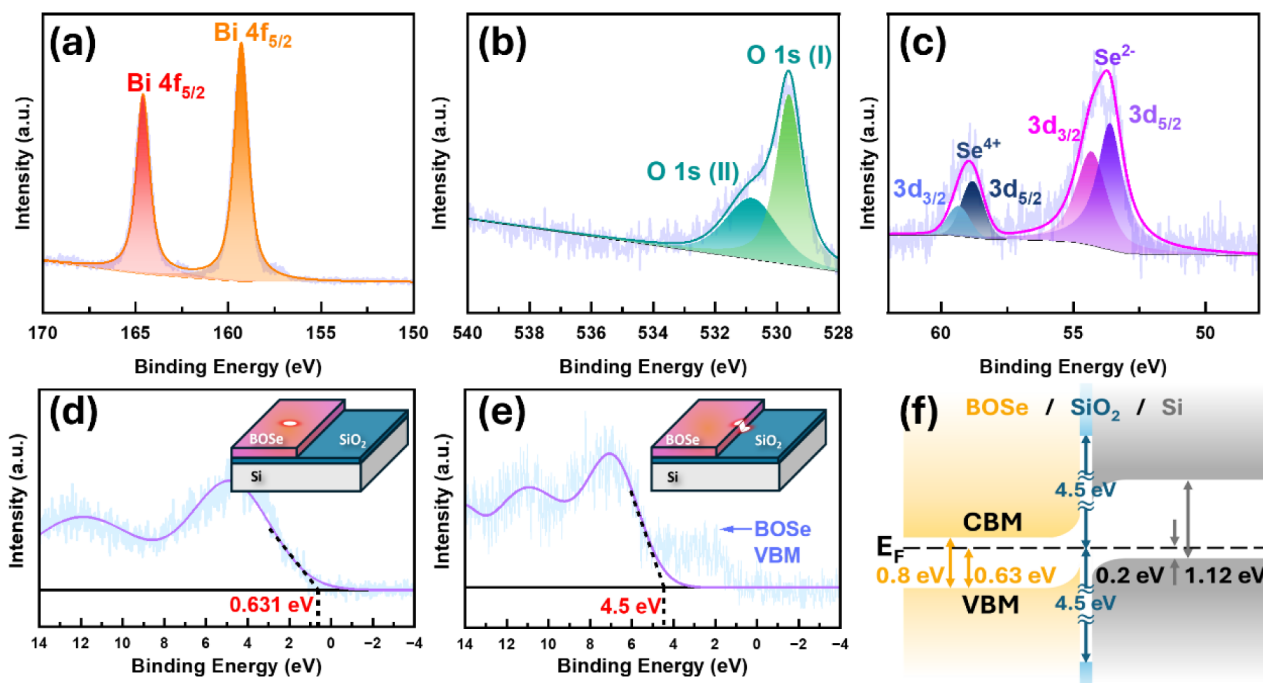 (a)
Bi 4f5/2
Bi 4f5/2
Intensity (a.u.)
170 165 160 155 150
Binding Energy (eV)
(b)
O 1s (I)
O 1s (II)
Intensity (a.u.)
540 538 536 534 532 530 528
Binding Energy (eV)
(c)
Se2-
3d3/2
3d5/2
Se4+
3d3/2
3d5/2
Intensity (a.u.)
60 55 50
Binding Energy (eV)
(d)
BOSe
SiO2
Si
0.631 eV
Intensity (a.u.)
14 12 10 8 6 4 2 0 −2 −4
Binding Energy (eV)
(e)
BOSe
SiO2
Si
BOSe
VBM
4.5 eV
Intensity (a.u.)
14 12 10 8 6 4 2 0 −2 −4
Binding Energy (eV)
(f)
BOSe / SiO2 / Si
4.5 eV
CBM
EF
0.8 eV 0.63 eV 0.2 eV 1.12 eV
VBM
4.5 eV